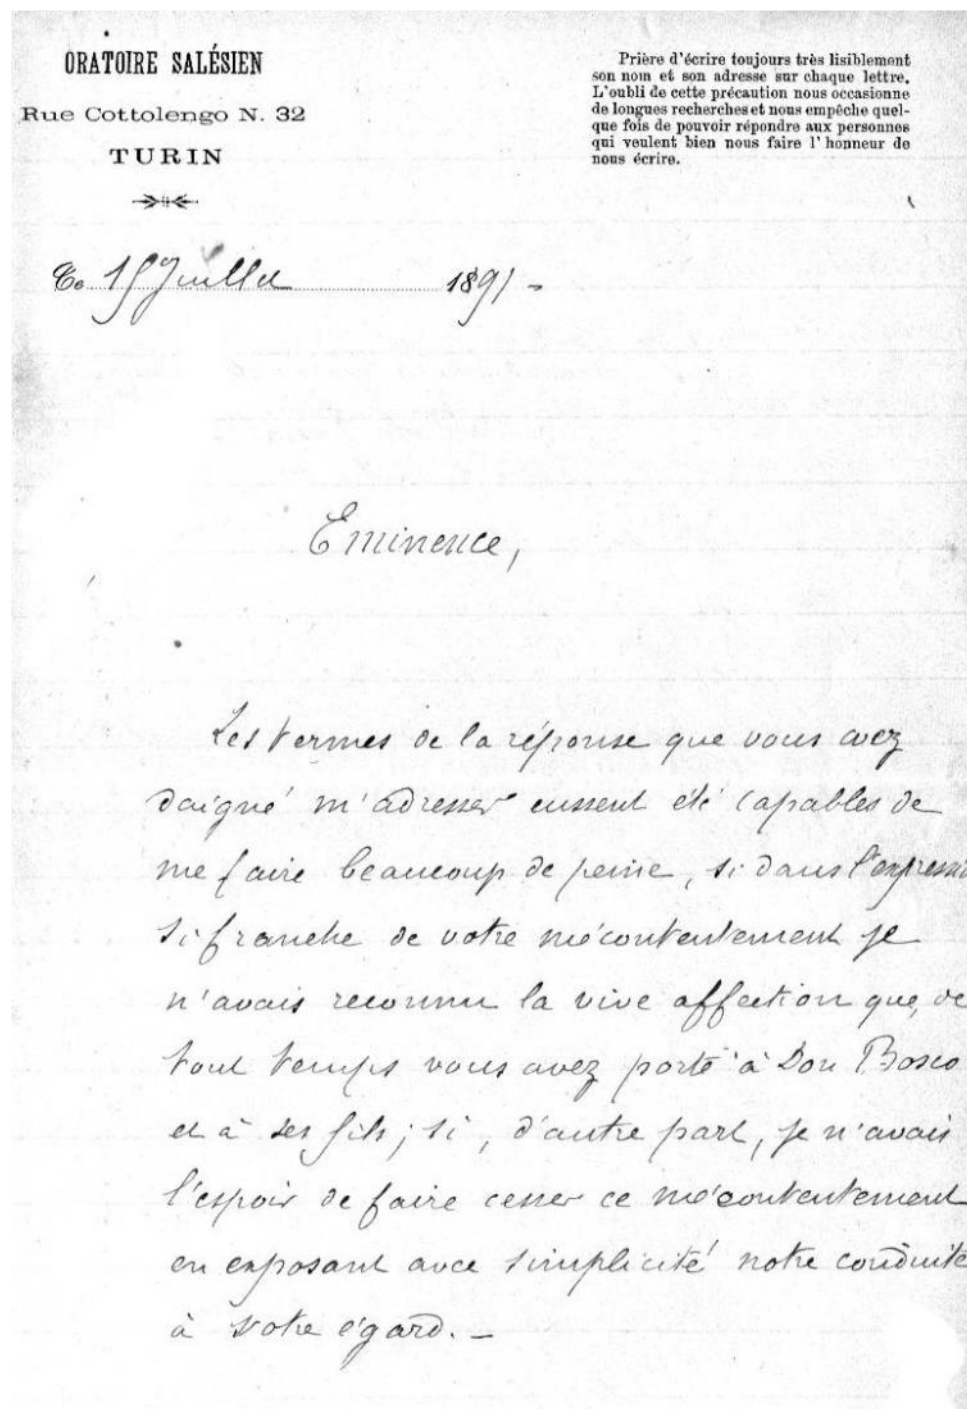 ORATOIRE SALÉSIEN
Rue Cottolengo N. 32
TURIN
Prière d'écrire toujours très lisiblement
son nom et son adresse sur chaque lettre.
L'oubli de cette précaution nous occasionne
de longues recherches et nous empêche quel-
que fois de pouvoir répondre aux personnes
qui veulent bien nous faire l'honneur de
nous écrire.
Ce 15 Juillet 1891 -
Eminence,
Les termes de la réponse que vous avez
daigné m'adresser eussent été capables de
me faire beaucoup de peine, si dans l'expressio
si franche de votre mécontentement je
n'avais reconnu la vive affection que, de
tout temps vous avez porté à Don Bosco
et à ses fils; si, d'autre part, je n'avais
l'espoir de faire cesser ce mécontentement
en exposant avec simplicité notre conduite
à votre égard. -